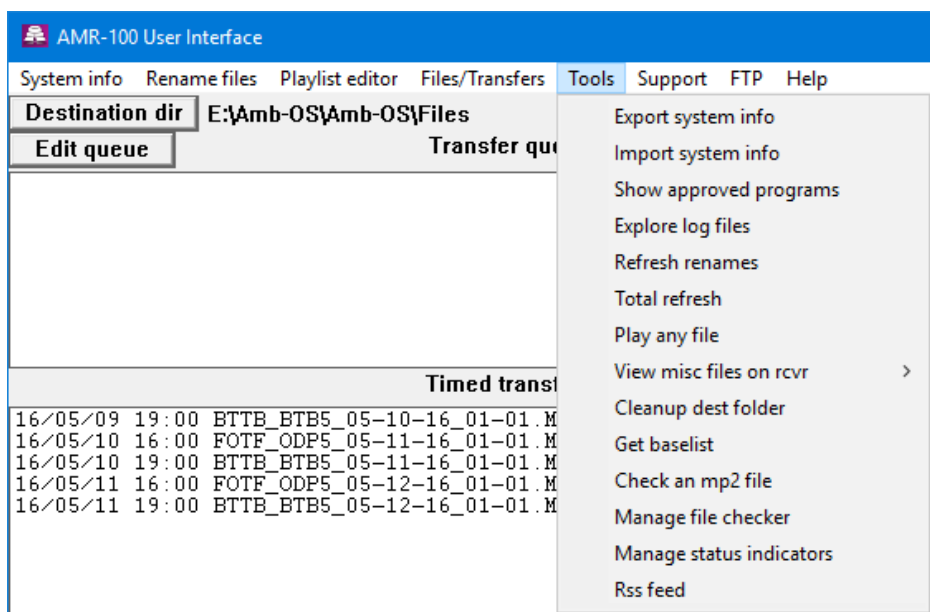 AMR-100 User Interface
System info Rename files Playlist editor Files/Transfers Tools Support FTP Help
Destination dir E:\Amb-OS\Amb-OS\Files
Edit queue Transfer que
Timed transf
16/05/09 19:00 BTTB_BTB5_05-10-16_01-01.M
16/05/10 16:00 FOTF_ODP5_05-11-16_01-01.M
16/05/10 19:00 BTTB_BTB5_05-11-16_01-01.M
16/05/11 16:00 FOTF_ODP5_05-12-16_01-01.M
16/05/11 19:00 BTTB_BTB5_05-12-16_01-01.M
Export system info
Import system info
Show approved programs
Explore log files
Refresh renames
Total refresh
Play any file
View misc files on rcvr >
Cleanup dest folder
Get baselist
Check an mp2 file
Manage file checker
Manage status indicators
Rss feed